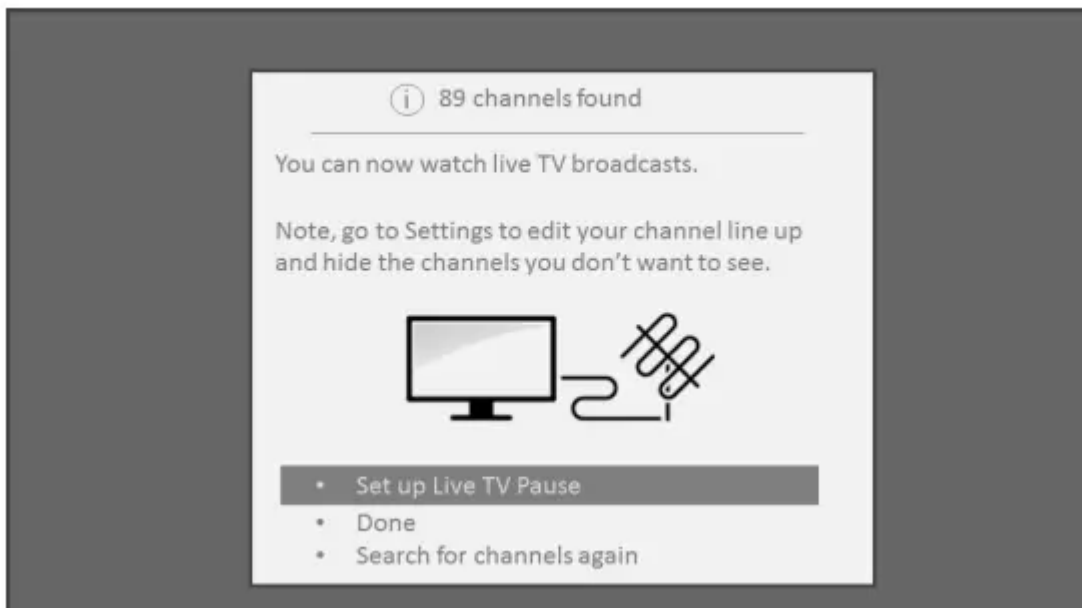 89 channels found
You can now watch live TV broadcasts.
Note, go to Settings to edit your channel line up
and hide the channels you don't want to see.
• Set up Live TV Pause
• Done
• Search for channels again